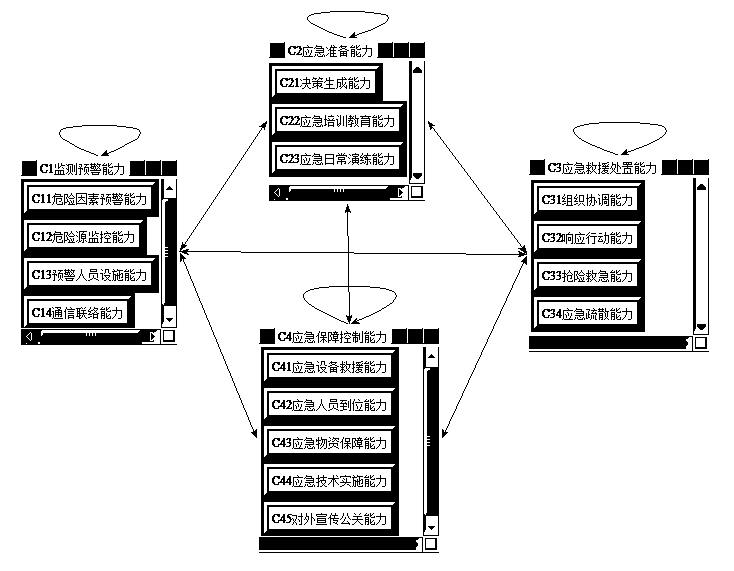 C2应急准备能力
C21决策生成能力
C22应急培训教育能力
C23应急日常演练能力
C1监测预警能力
C11危险因素预警能力
C12危险源监控能力
C13预警人员设施能力
C14通信联络能力
C3应急救援处置能力
C31组织协调能力
C32响应行动能力
C33抢险救急能力
C34应急疏散能力
C4应急保障控制能力
C41应急设备救援能力
C42应急人员到位能力
C43应急物资保障能力
C44应急技术实施能力
C45对外宣传公关能力